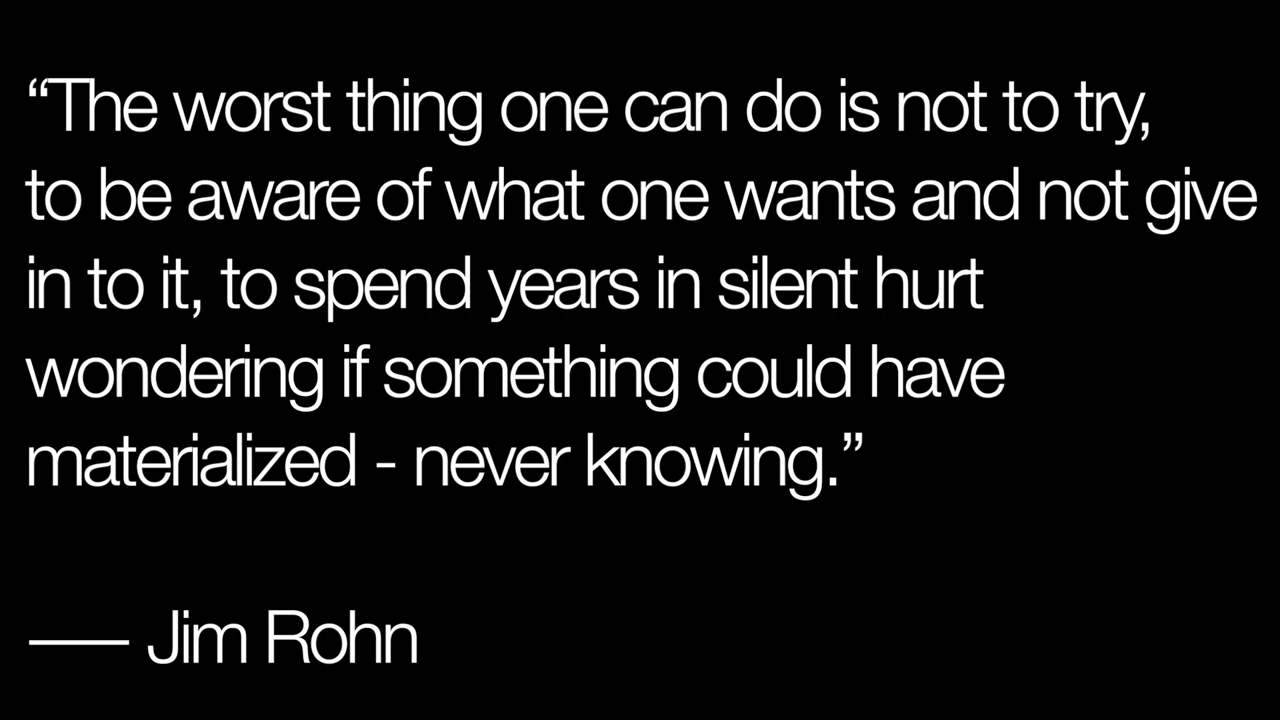 “The worst thing one can do is not to try,
to be aware of what one wants and not give
in to it, to spend years in silent hurt
wondering if something could have
materialized - never knowing.”
—— Jim Rohn